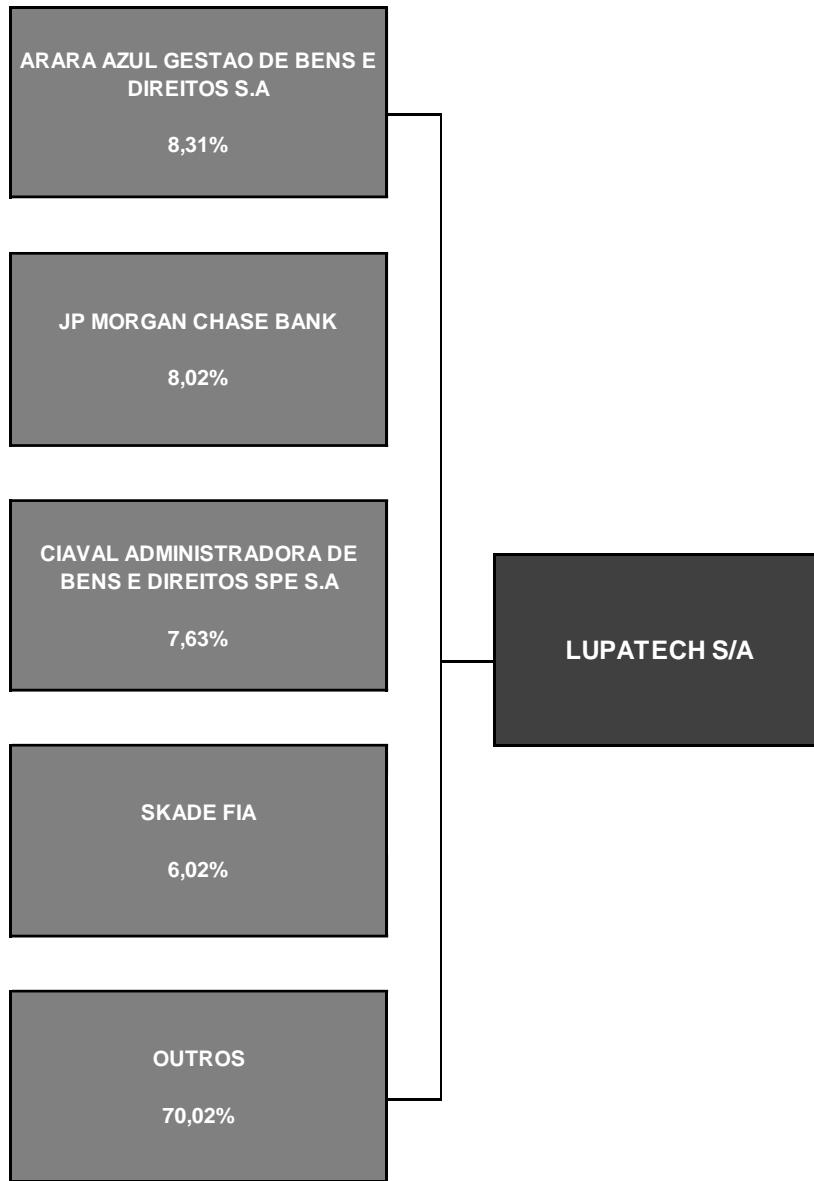 ARARA AZUL GESTAO DE BENS E
DIREITOS S.A
8,31%
JP MORGAN CHASE BANK
8,02%
CIAVAL ADMINISTRADORA DE
BENS E DIREITOS SPE S.A
7,63%
LUPATECH S/A
SKADE FIA
6,02%
OUTROS
70,02%